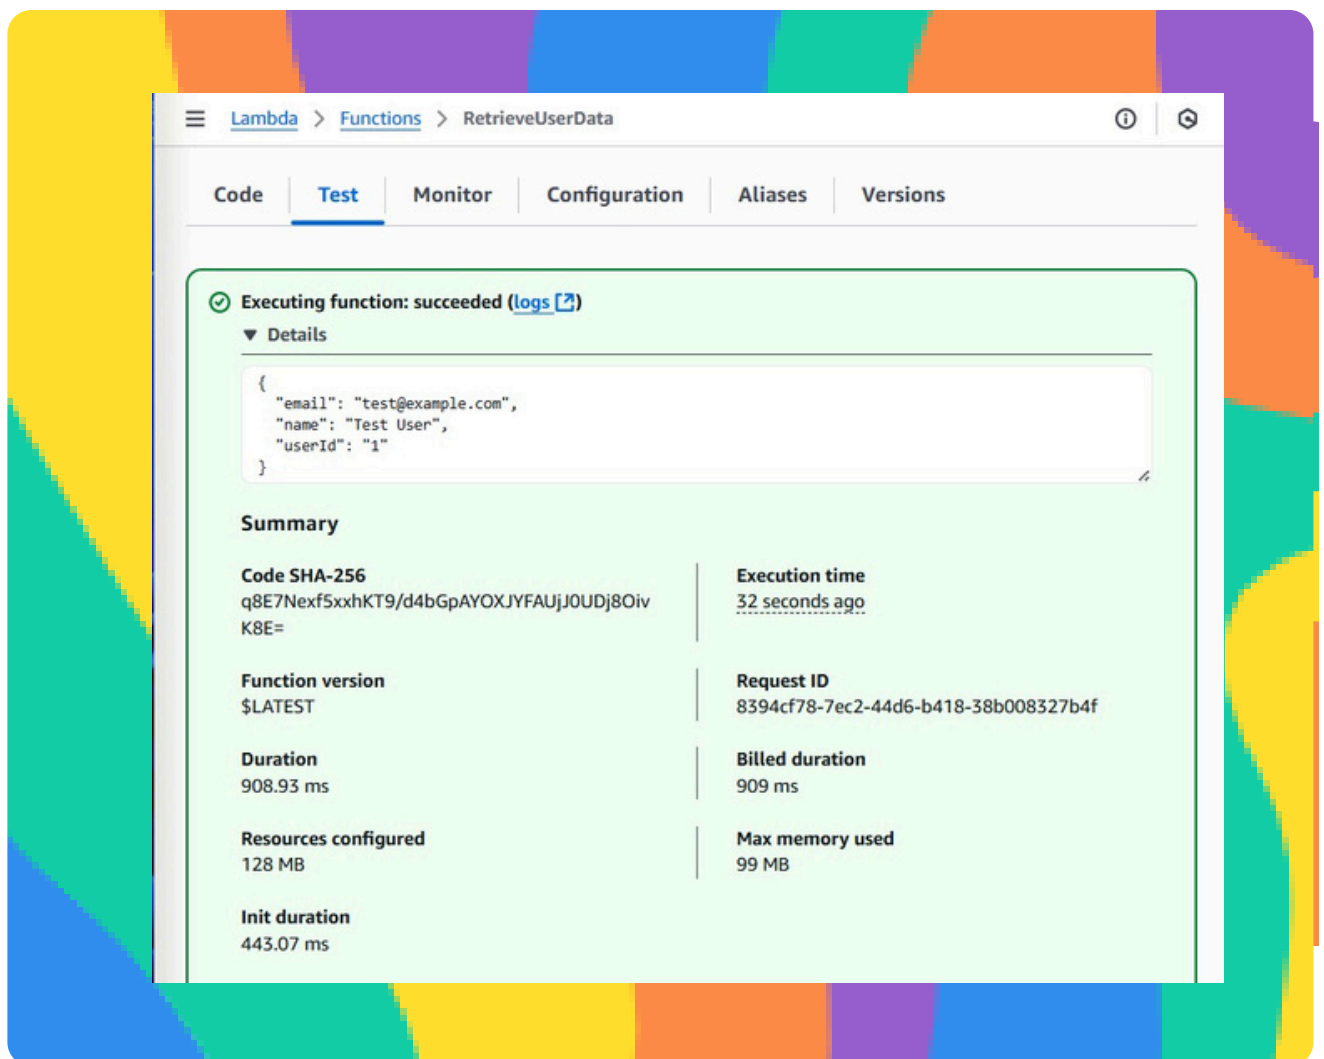 Lambda > Functions > RetrieveUserData
Code Test Monitor Configuration Aliases Versions
Executing function: succeeded (logs)
▼ Details
{
"email": "test@example.com",
"name": "Test User",
"userId": "1"
}
Summary
Code SHA-256
q8E7Nexf5xxhKT9/d4bGpAYOXJYFAUjJ0UDj8Oiv
K8E=
Execution time
32 seconds ago
Function version
$LATEST
Request ID
8394cf78-7ec2-44d6-b418-38b008327b4f
Duration
908.93 ms
Billed duration
909 ms
Resources configured
128 MB
Max memory used
99 MB
Init duration
443.07 ms